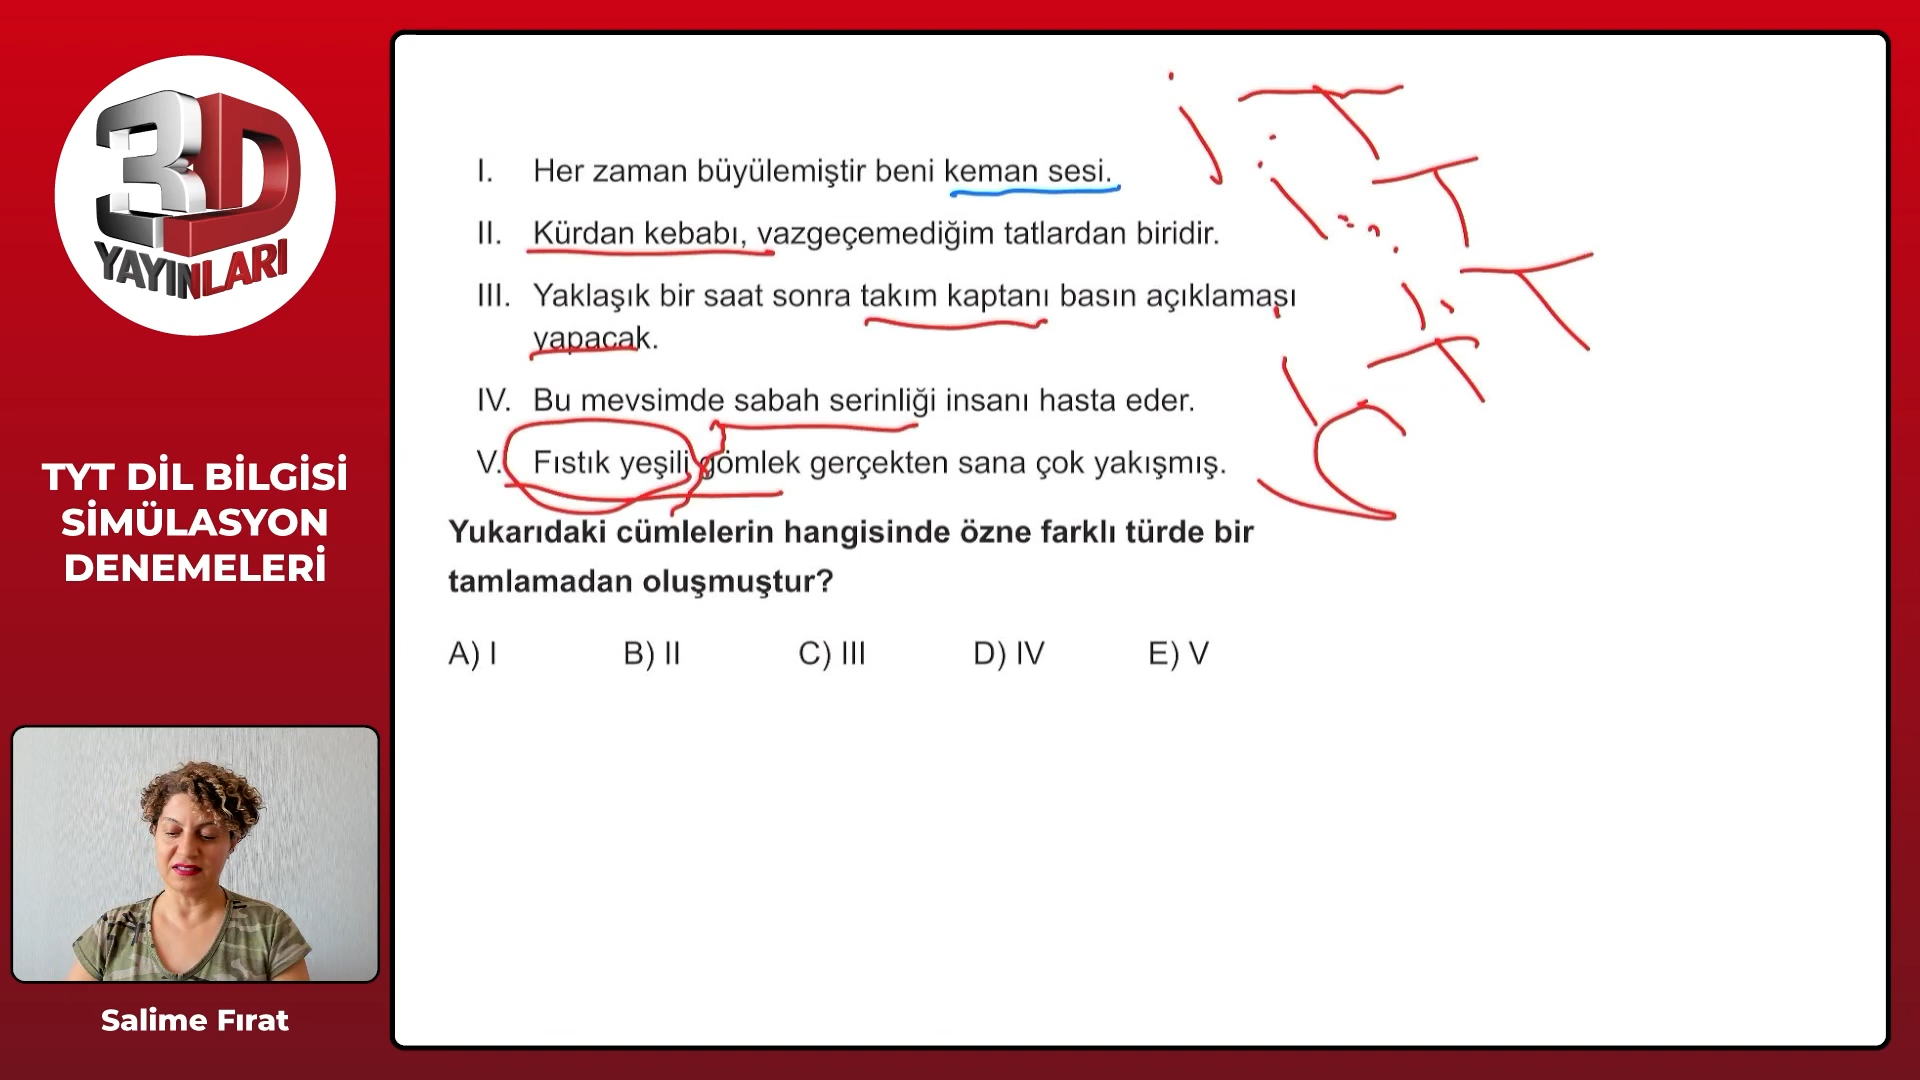 3D
YAYINLARI
TYT DİL BİLGİSİ
SİMÜLASYON
DENEMELERİ
Salime Fırat
I. Her zaman büyülemiştir beni keman sesi.
II. Kürdan kebabı, vazgeçemediğim tatlardan biridir.
III. Yaklaşık bir saat sonra takım kaptanı basın açıklaması
yapacak.
IV. Bu mevsimde sabah serinliği insanı hasta eder.
V. Fıstık yeşili gömlek gerçekten sana çok yakışmış.
Yukarıdaki cümlelerin hangisinde özne farklı türde bir
tamlamadan oluşmuştur?
A) I B) II C) III D) IV E) V